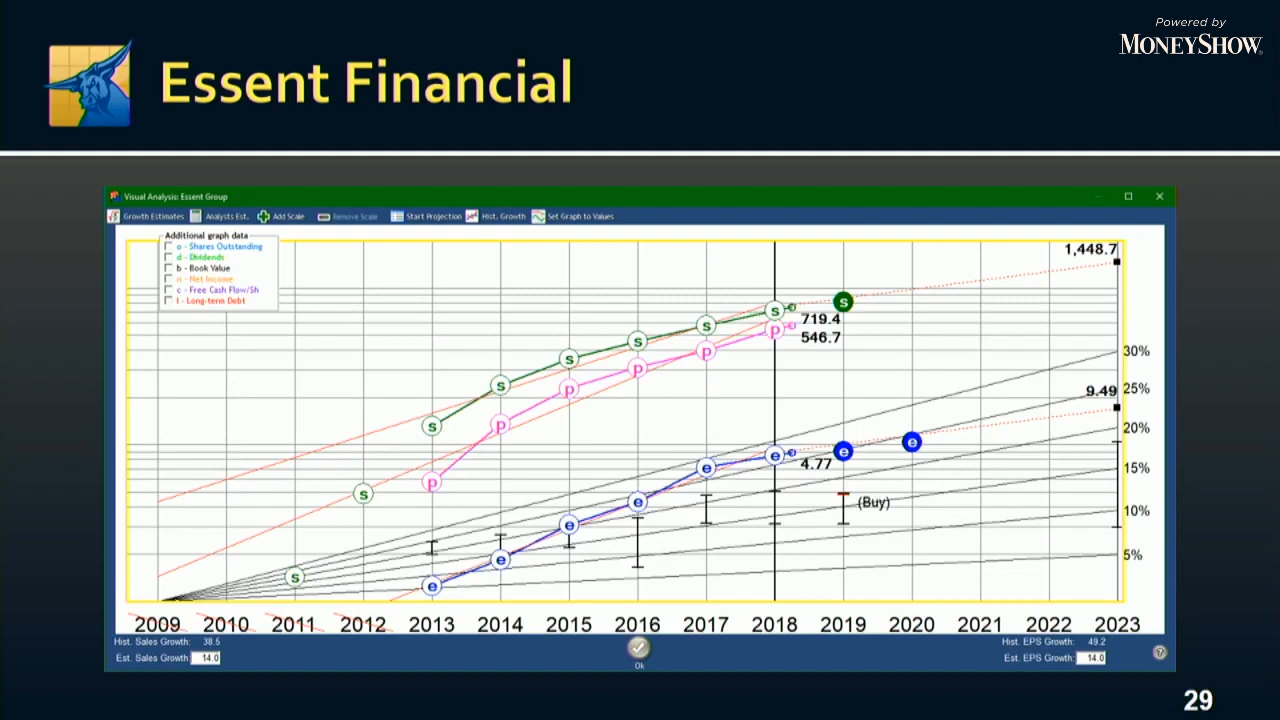 Powered by
MONEYSHOW
Essent Financial
Visual Analysis: Essent Group
Growth Estimates Analysts Est. Add Scale Remove Scale Start Projection Hist. Growth Set Graph to Values
Additional graph data
o - Shares Outstanding
d - Dividends
b - Book Value
n - Net Income
c - Free Cash Flow/Sh
l - Long-term Debt
1,448.7
s s s s s s s s s
719.4
p p p p p p
546.7
30%
25%
9.49
20%
e e e e e e e e
4.77
15%
(Buy)
10%
5%
2009 2010 2011 2012 2013 2014 2015 2016 2017 2018 2019 2020 2021 2022 2023
Hist. Sales Growth: 38.5
Hist. EPS Growth: 49.2
Est. Sales Growth 14.0
Ok
Est. EPS Growth: 14.0
?
29